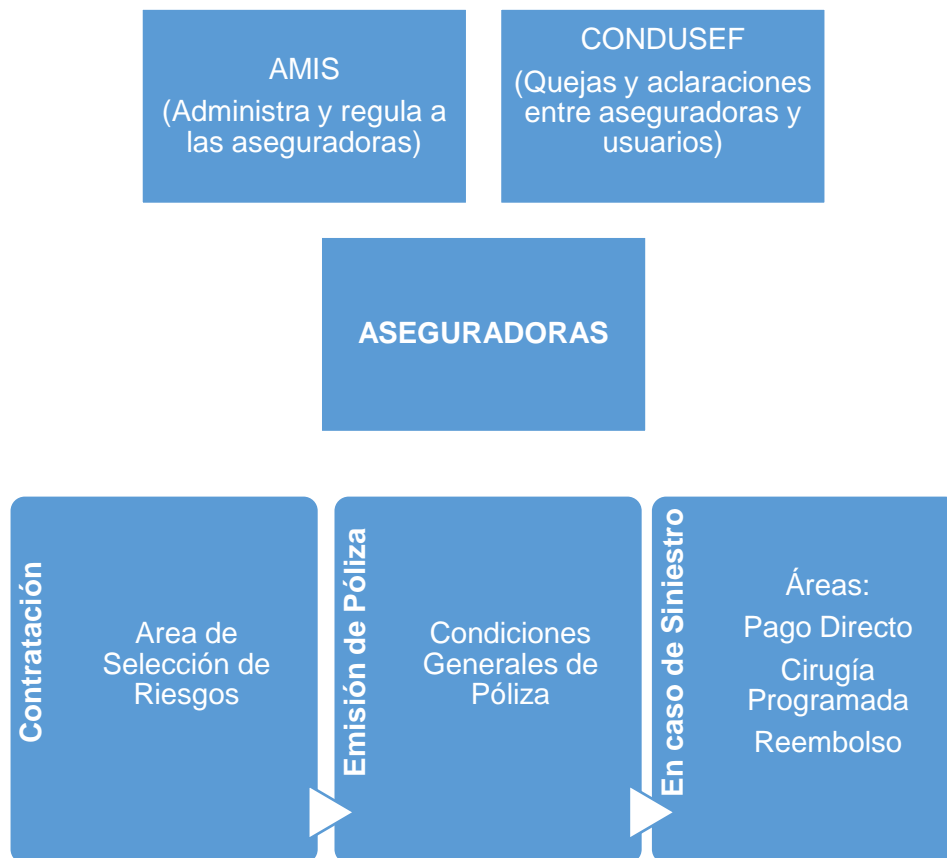 AMIS
(Administra y regula a
las aseguradoras)
CONDUSEF
(Quejas y aclaraciones
entre aseguradoras y
usuarios)
ASEGURADORAS
Contratación
Area de
Selección de
Riesgos
Emisión de Póliza
Condiciones
Generales de
Póliza
En caso de Siniestro
Áreas:
Pago Directo
Cirugía
Programada
Reembolso